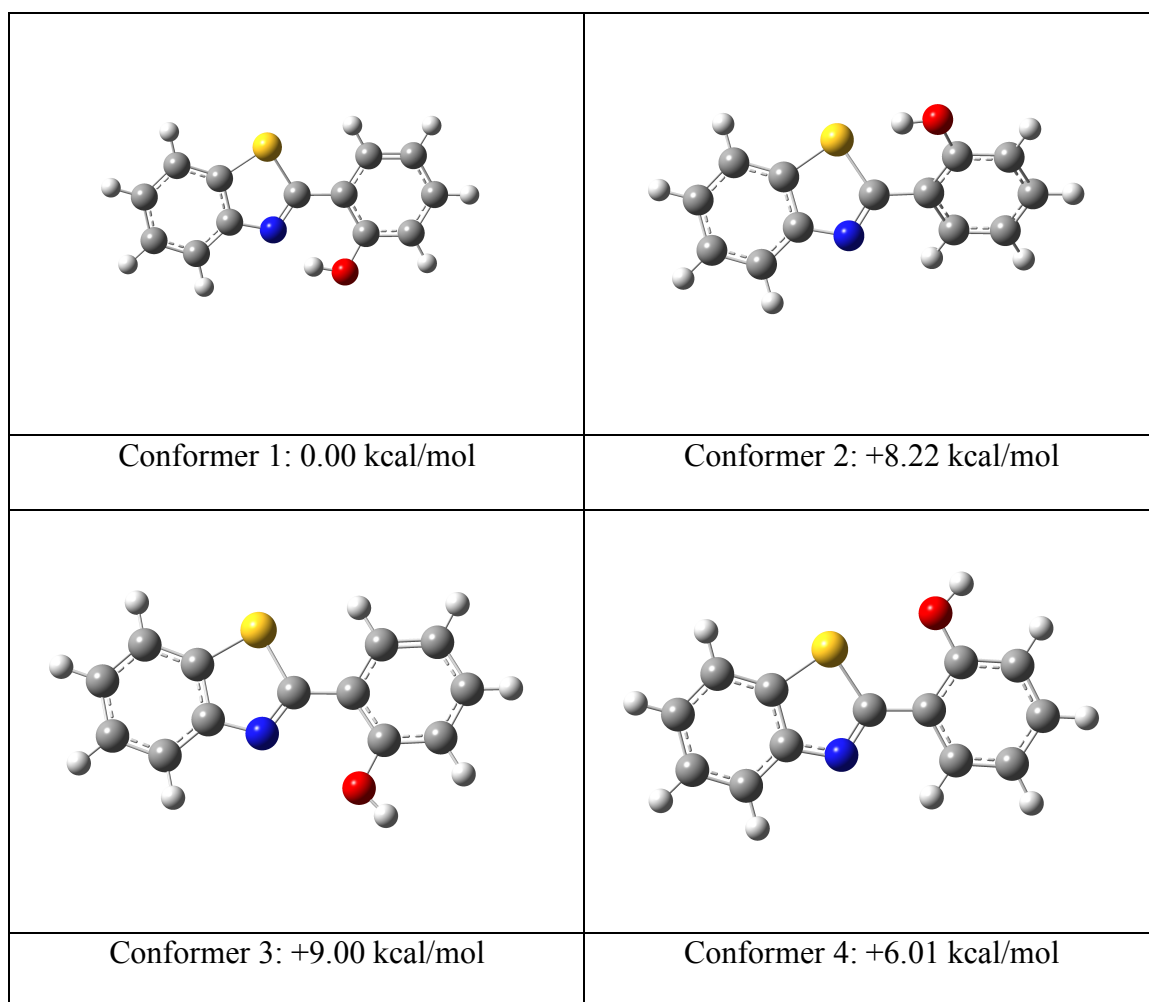 Conformer 1: 0.00 kcal/mol
Conformer 2: +8.22 kcal/mol
Conformer 3: +9.00 kcal/mol
Conformer 4: +6.01 kcal/mol